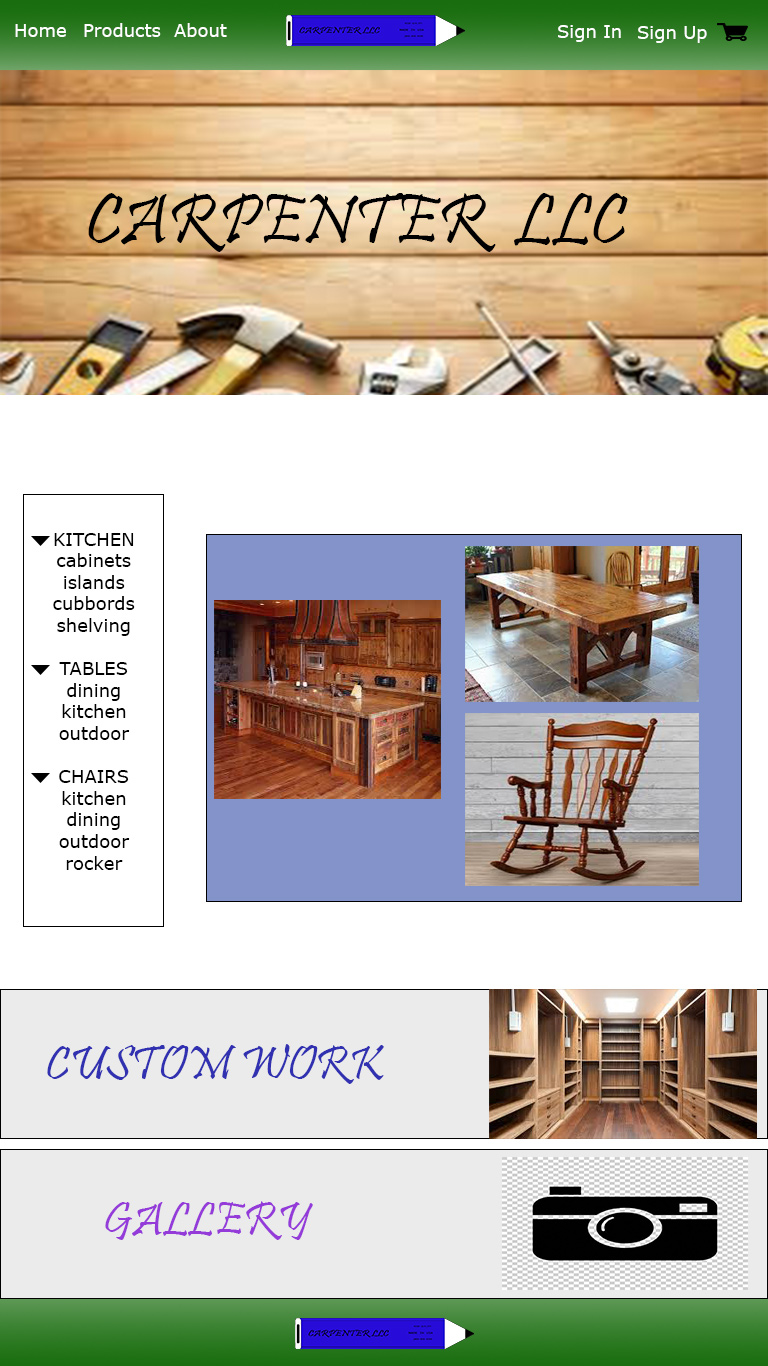 Home Products About CARPENTER LLC Sign In Sign Up
CARPENTER LLC
KITCHEN
cabinets
islands
cubbords
shelving
TABLES
dining
kitchen
outdoor
CHAIRS
kitchen
dining
outdoor
rocker
CUSTOM WORK
GALLERY
CARPENTER LLC